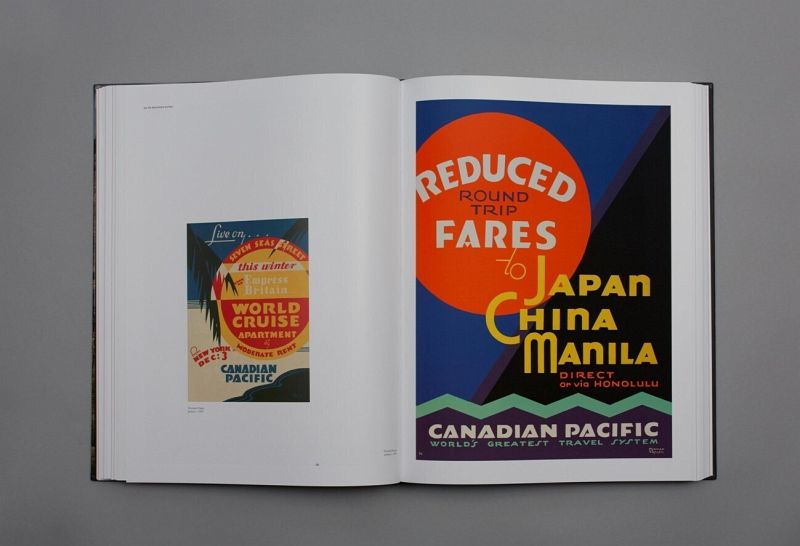 Live on . . .
SEVEN SEAS STREET
this winter
Empress
Britain
WORLD
CRUISE
APARTMENT
of
MODERATE RENT
NEW YORK
DEC: 3
CANADIAN
PACIFIC
REDUCED
ROUND
TRIP
FARES
to
JAPAN
CHINA
MANILA
DIRECT
or via HONOLULU
CANADIAN PACIFIC
WORLD'S GREATEST TRAVEL SYSTEM